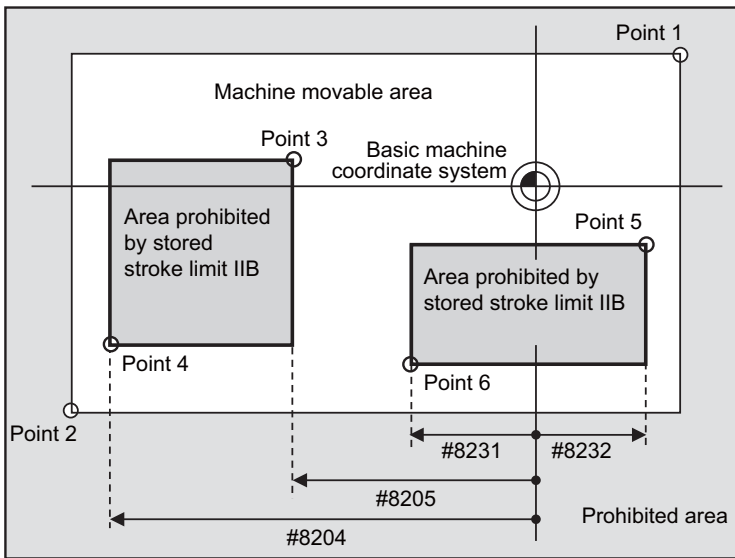 Point 1
Machine movable area
Point 3
Basic machine
coordinate system
Area prohibited
by stored
stroke limit IIB
Point 5
Area prohibited by
stored stroke limit IIB
Point 4
Point 6
Point 2
#8231
#8232
#8205
#8204
Prohibited area